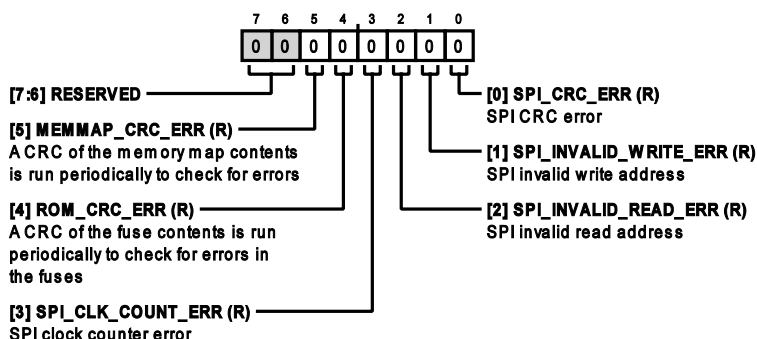 7 6 5 4 3 2 1 0
0 0 0 0 0 0 0 0
[7:6] RESERVED
[5] MEMMAP_CRC_ERR (R)
A CRC of the memory map contents
is run periodically to check for errors
[4] ROM_CRC_ERR (R)
A CRC of the fuse contents is run
periodically to check for errors in
the fuses
[3] SPI_CLK_COUNT_ERR (R)
SPI clock counter error
[0] SPI_CRC_ERR (R)
SPI CRC error
[1] SPI_INVALID_WRITE_ERR (R)
SPI invalid write address
[2] SPI_INVALID_READ_ERR (R)
SPI invalid read address